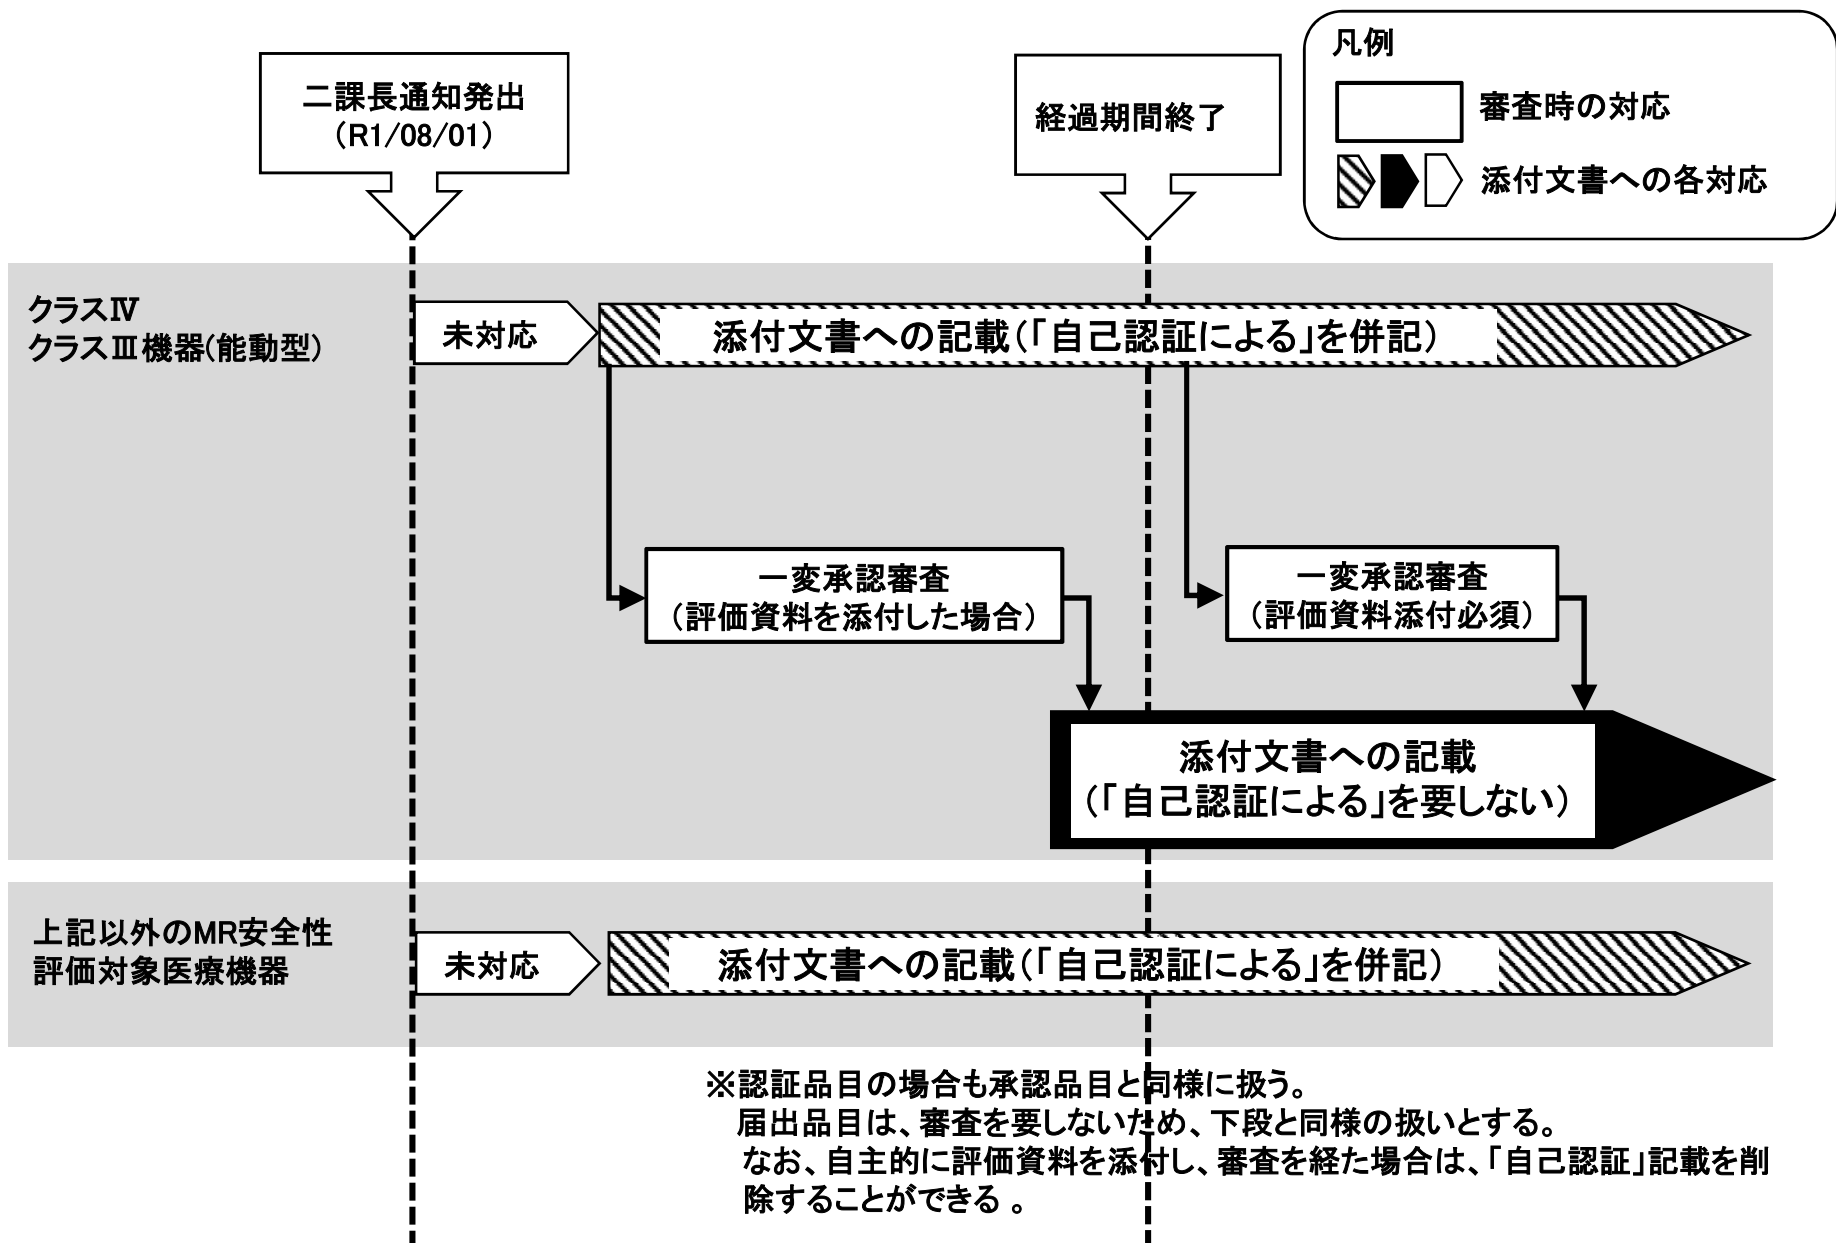 二課長通知発出
(R1/08/01)
経過期間終了
凡例
審査時の対応
添付文書への各対応
クラスⅣ
クラスⅢ機器(能動型)
未対応
添付文書への記載(「自己認証による」を併記)
一変承認審査
(評価資料を添付した場合)
一変承認審査
(評価資料添付必須)
添付文書への記載
(「自己認証による」を要しない)
上記以外のMR安全性
評価対象医療機器
未対応
添付文書への記載(「自己認証による」を併記)
※認証品目の場合も承認品目と同様に扱う。
届出品目は、審査を要しないため、下段と同様の扱いとする。
なお、自主的に評価資料を添付し、審査を経た場合は、「自己認証」記載を削
除することができる 。